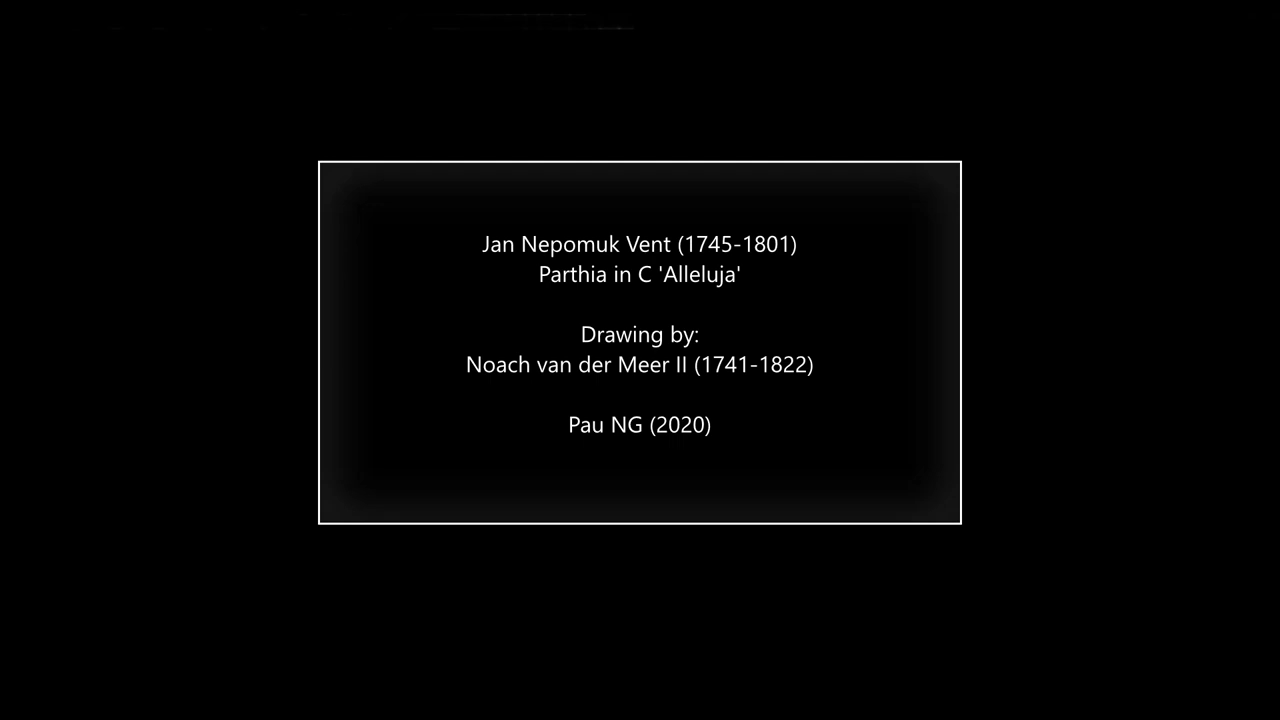 Jan Nepomuk Vent (1745-1801)
Parthia in C 'Alleluja'
Drawing by:
Noach van der Meer II (1741-1822)
Pau NG (2020)